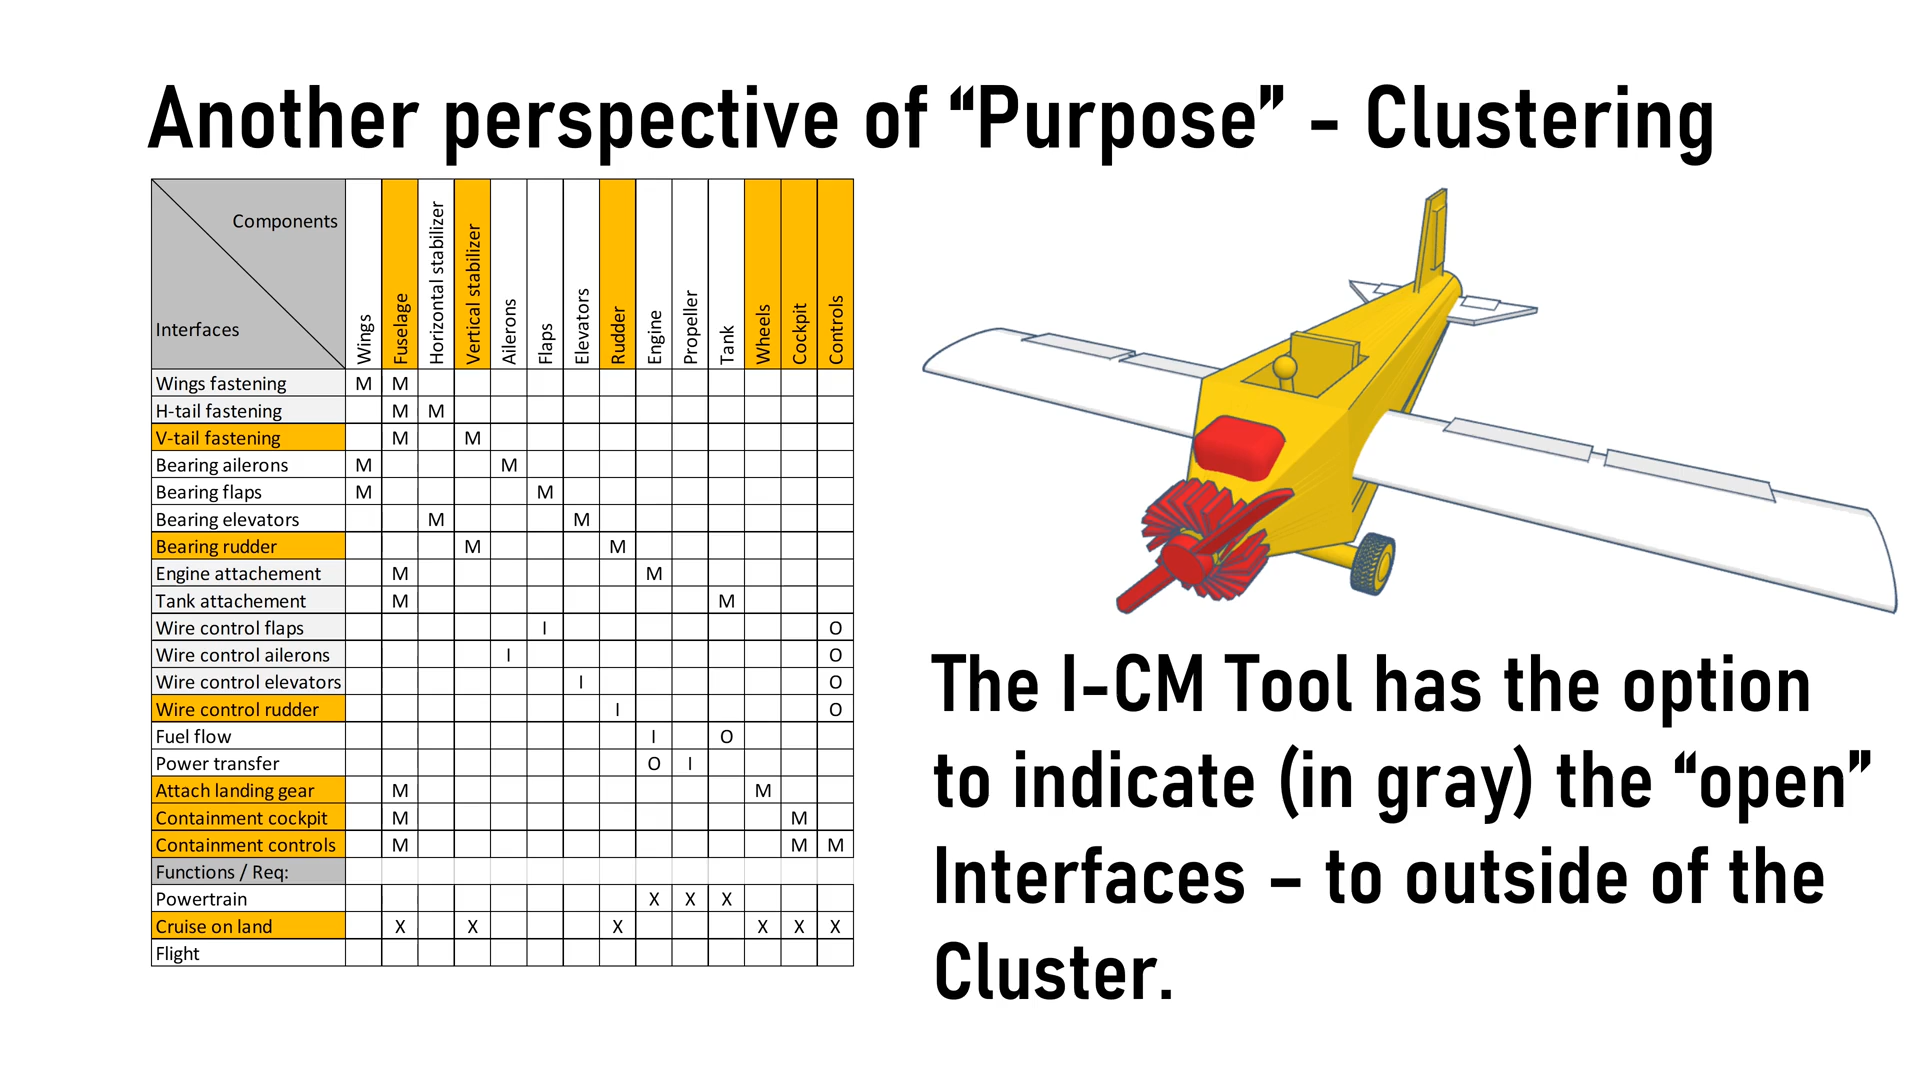 Another perspective of “Purpose” - Clustering
Components
Interfaces
Wings
Fuselage
Horizontal stabilizer
Vertical stabilizer
Ailerons
Flaps
Elevators
Rudder
Engine
Propeller
Tank
Wheels
Cockpit
Controls
Wings fastening M M
H-tail fastening M M
V-tail fastening M M
Bearing ailerons M M
Bearing flaps M M
Bearing elevators M M
Bearing rudder M M
Engine attachement M M
Tank attachement M M
Wire control flaps I O
Wire control ailerons I O
Wire control elevators I O
Wire control rudder I O
Fuel flow I O
Power transfer O I
Attach landing gear M M
Containment cockpit M M
Containment controls M M M
Functions / Req:
Powertrain X X X
Cruise on land X X X X X X
Flight
The I-CM Tool has the option
to indicate (in gray) the “open”
Interfaces – to outside of the
Cluster.